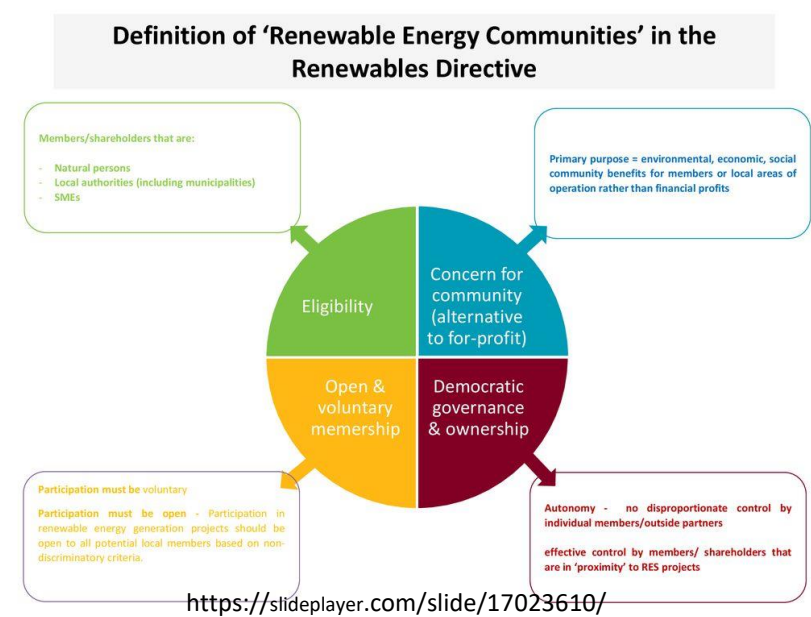 Definition of ‘Renewable Energy Communities’ in the
Renewables Directive
Members/shareholders that are:
- Natural persons
- Local authorities (including municipalities)
- SMEs
Primary purpose = environmental, economic, social
community benefits for members or local areas of
operation rather than financial profits
Eligibility
Concern for
community
(alternative
to for-profit)
Open &
voluntary
memership
Democratic
governance
& ownership
Participation must be voluntary
Participation must be open - Participation in
renewable energy generation projects should be
open to all potential local members based on non-
discriminatory criteria.
Autonomy - no disproportionate control by
individual members/outside partners
effective control by members/ shareholders that
are in ‘proximity’ to RES projects
https://slideplayer.com/slide/17023610/